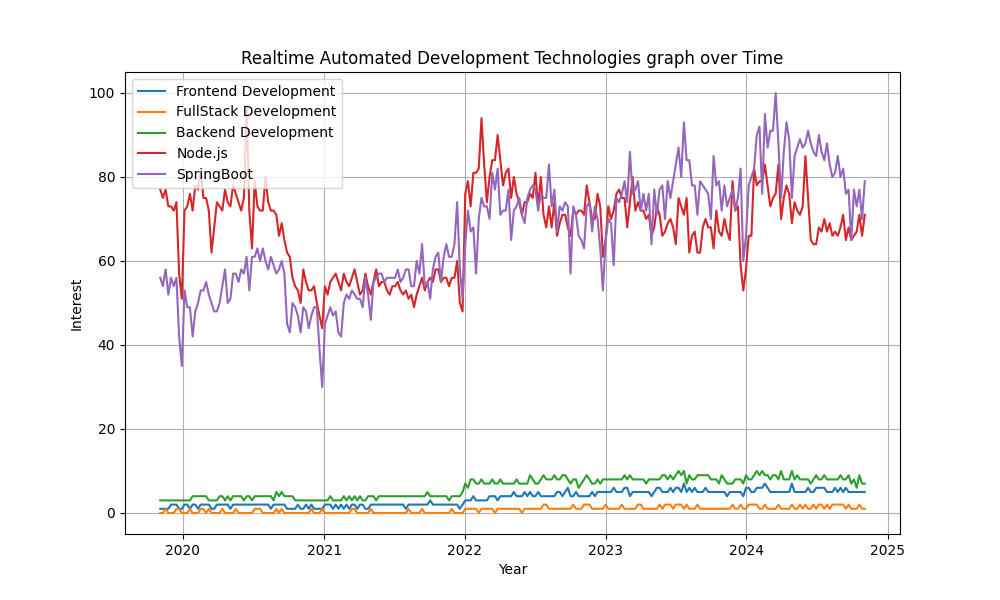 Realtime Automated Development Technologies graph over Time
100
80
60
40
20
0
Interest
Frontend Development
FullStack Development
Backend Development
Node.js
SpringBoot
2020
2021
2022
2023
2024
2025
Year